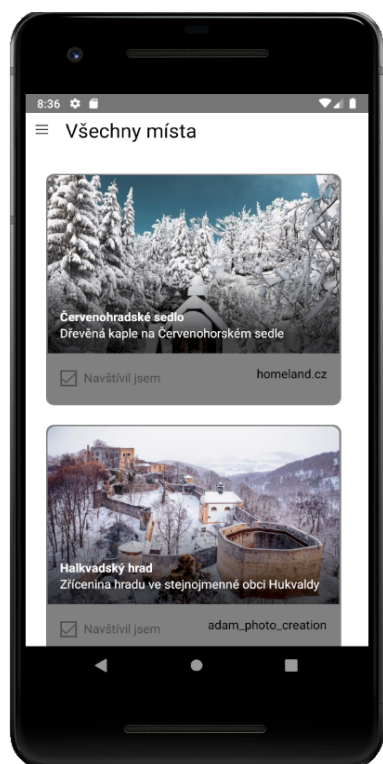 8:36
Všechny místa
Červenohradské sedlo
Dřevěná kaple na Červenohorském sedle
Navštívil jsem
homeland.cz
Halkvadský hrad
Zřícenina hradu ve stejnojmenné obci Hukvaldy
Navštívil jsem
adam_photo_creation